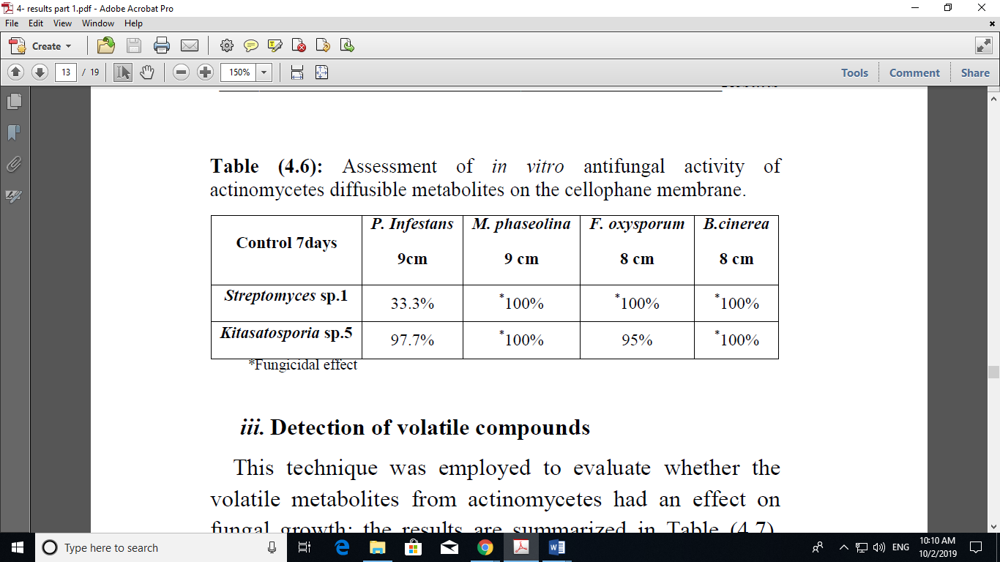 4- results part 1.pdf - Adobe Acrobat Pro
File Edit View Window Help
Create
13 / 19 150% Tools Comment Share
Table (4.6): Assessment of in vitro antifungal activity of
actinomycetes diffusible metabolites on the cellophane membrane.
Control 7days P. Infestans M. phaseolina F. oxysporum B.cinerea
9cm 9 cm 8 cm 8 cm
Streptomyces sp.1 33.3% *100% *100% *100%
Kitasatosporia sp.5 97.7% *100% 95% *100%
*Fungicidal effect
iii. Detection of volatile compounds
This technique was employed to evaluate whether the
volatile metabolites from actinomycetes had an effect on
fungal growth; the results are summarized in Table (4.7).
Type here to search
ENG
10:10 AM
10/2/2019